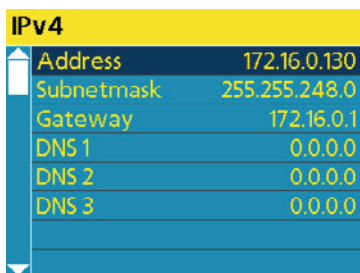 IPv4
Address 172.16.0.130
Subnetmask 255.255.248.0
Gateway 172.16.0.1
DNS 1 0.0.0.0
DNS 2 0.0.0.0
DNS 3 0.0.0.0